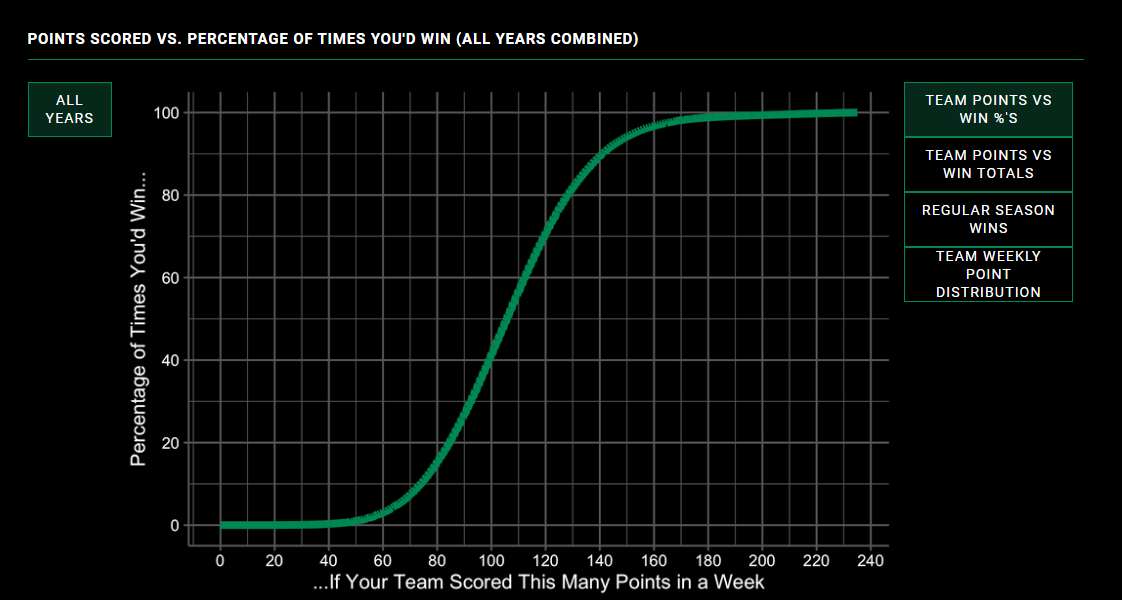 POINTS SCORED VS. PERCENTAGE OF TIMES YOU'D WIN (ALL YEARS COMBINED)
ALL
YEARS
TEAM POINTS VS
WIN %'S
TEAM POINTS VS
WIN TOTALS
REGULAR SEASON
WINS
TEAM WEEKLY
POINT
DISTRIBUTION
Percentage of Times You'd Win...
100
80
60
40
20
0
0 20 40 60 80 100 120 140 160 180 200 220 240
...If Your Team Scored This Many Points in a Week